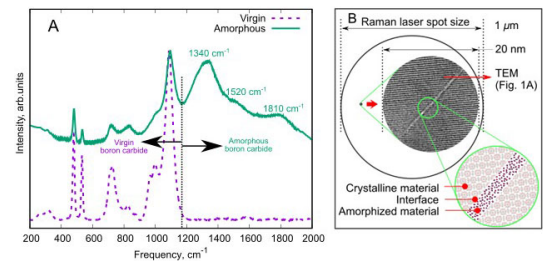 A
Virgin
Amorphous
1340 cm⁻¹
1520 cm⁻¹
1810 cm⁻¹
Virgin
boron carbide
Amorphous
boron carbide
Intensity, arb.units
200 400 600 800 1000 1200 1400 1600 1800 2000
Frequency, cm⁻¹
B
Raman laser spot size
1 μm
20 nm
TEM
(Fig. 1A)
Crystalline material
Interface
Amorphized material